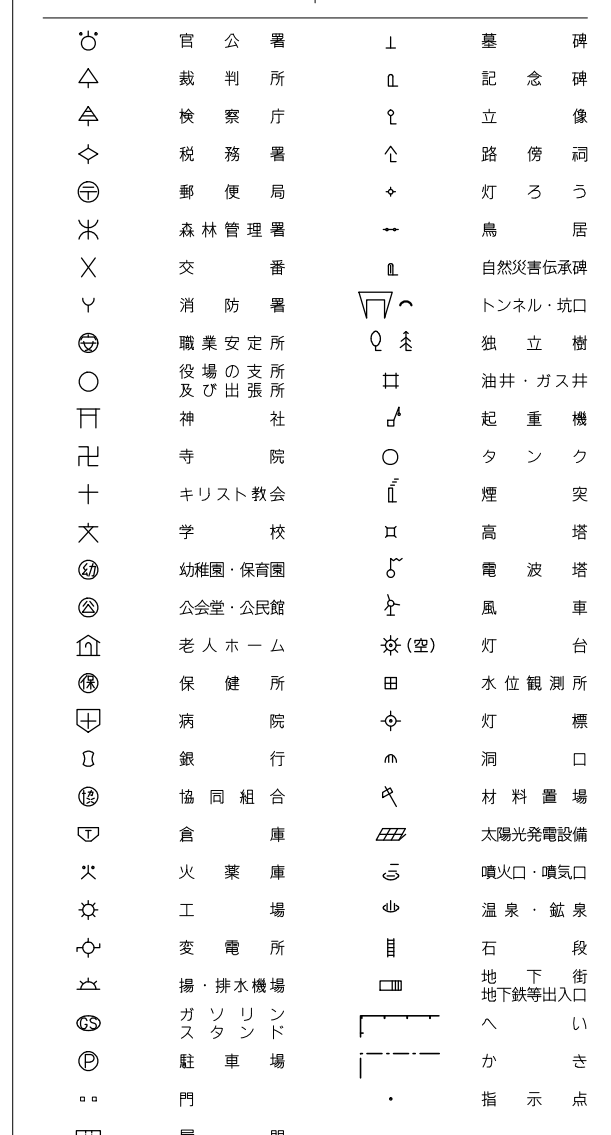 官公署
裁判所
検察庁
税務署
郵便局
森林管理署
交番
消防署
職業安定所
役場の支所
及び出張所
神社
寺院
キリスト教会
学校
幼 幼稚園・保育園
公 公会堂・公民館
老人ホーム
保 保健所
病院
銀行
協 協同組合
T 倉庫
火薬庫
工場
変電所
揚・排水機場
GS ガソリン
スタンド
P 駐車場
門
墓碑
記念碑
立像
路傍祠
灯ろう
鳥居
自然災害伝承碑
トンネル・坑口
独立樹
油井・ガス井
起重機
タンク
煙突
高塔
電波塔
風車
(空) 灯台
水位観測所
灯標
洞口
材料置場
太陽光発電設備
噴火口・噴気口
温泉・鉱泉
石段
地下街
地下鉄等出入口
へい
かき
指示点